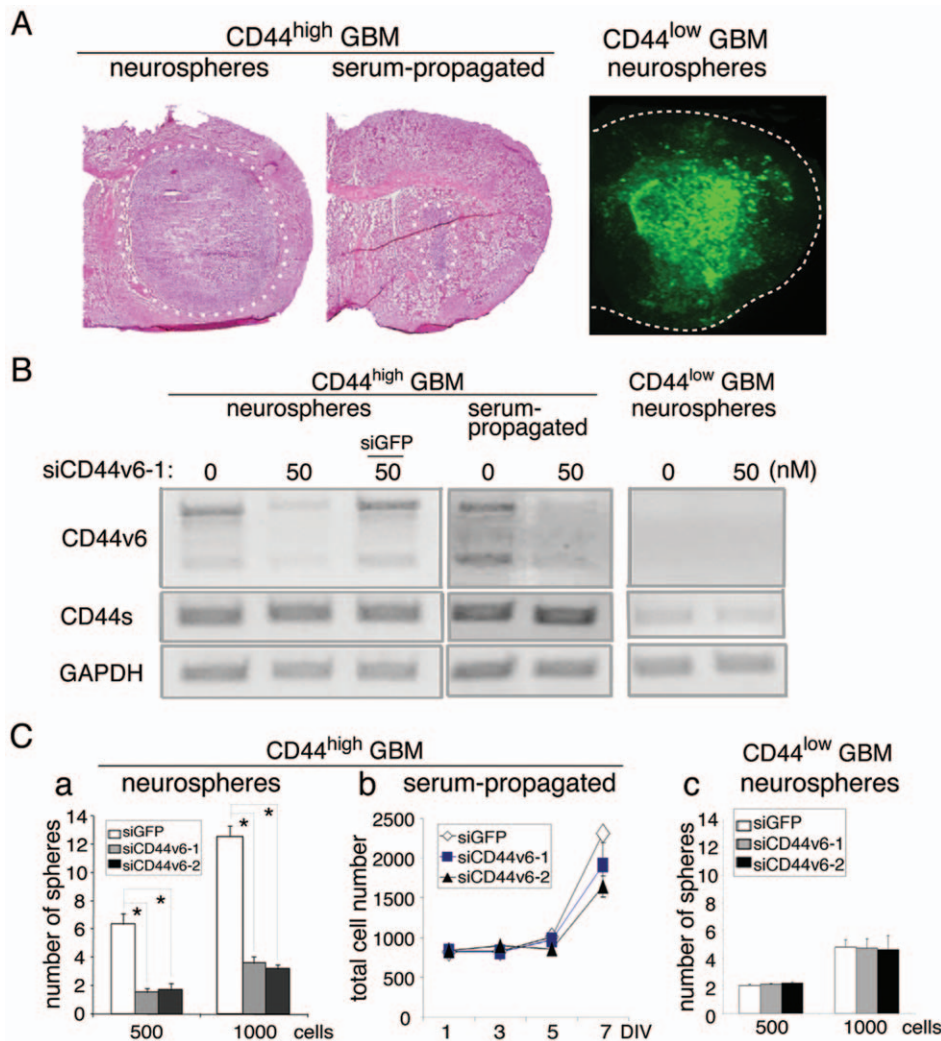 A
CD44high GBM
neurospheres serum-propagated
CD44low GBM
neurospheres
B
CD44high GBM
neurospheres
serum-
propagated
CD44low GBM
neurospheres
siGFP
siCD44v6-1: 0 50 50 0 50 0 50 (nM)
CD44v6
CD44s
GAPDH
C
CD44high GBM
neurospheres serum-propagated
CD44low GBM
neurospheres
a
number of spheres
14
12
10
8
6
4
2
0
siGFP
siCD44v6-1
siCD44v6-2
* *
* *
500 1000 cells
b
total cell number
2500
2000
1500
1000
500
0
siGFP
siCD44v6-1
siCD44v6-2
1 3 5 7 DIV
c
number of spheres
14
12
10
8
6
4
2
0
siGFP
siCD44v6-1
siCD44v6-2
500 1000 cells